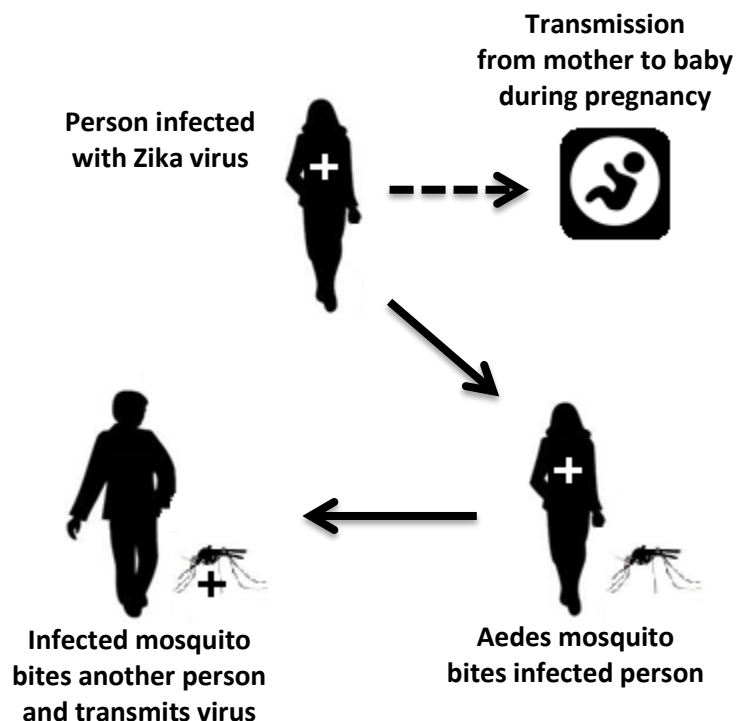 Transmission
from mother to baby
during pregnancy
Person infected
with Zika virus
+
+
+
Infected mosquito
bites another person
and transmits virus
Aedes mosquito
bites infected person